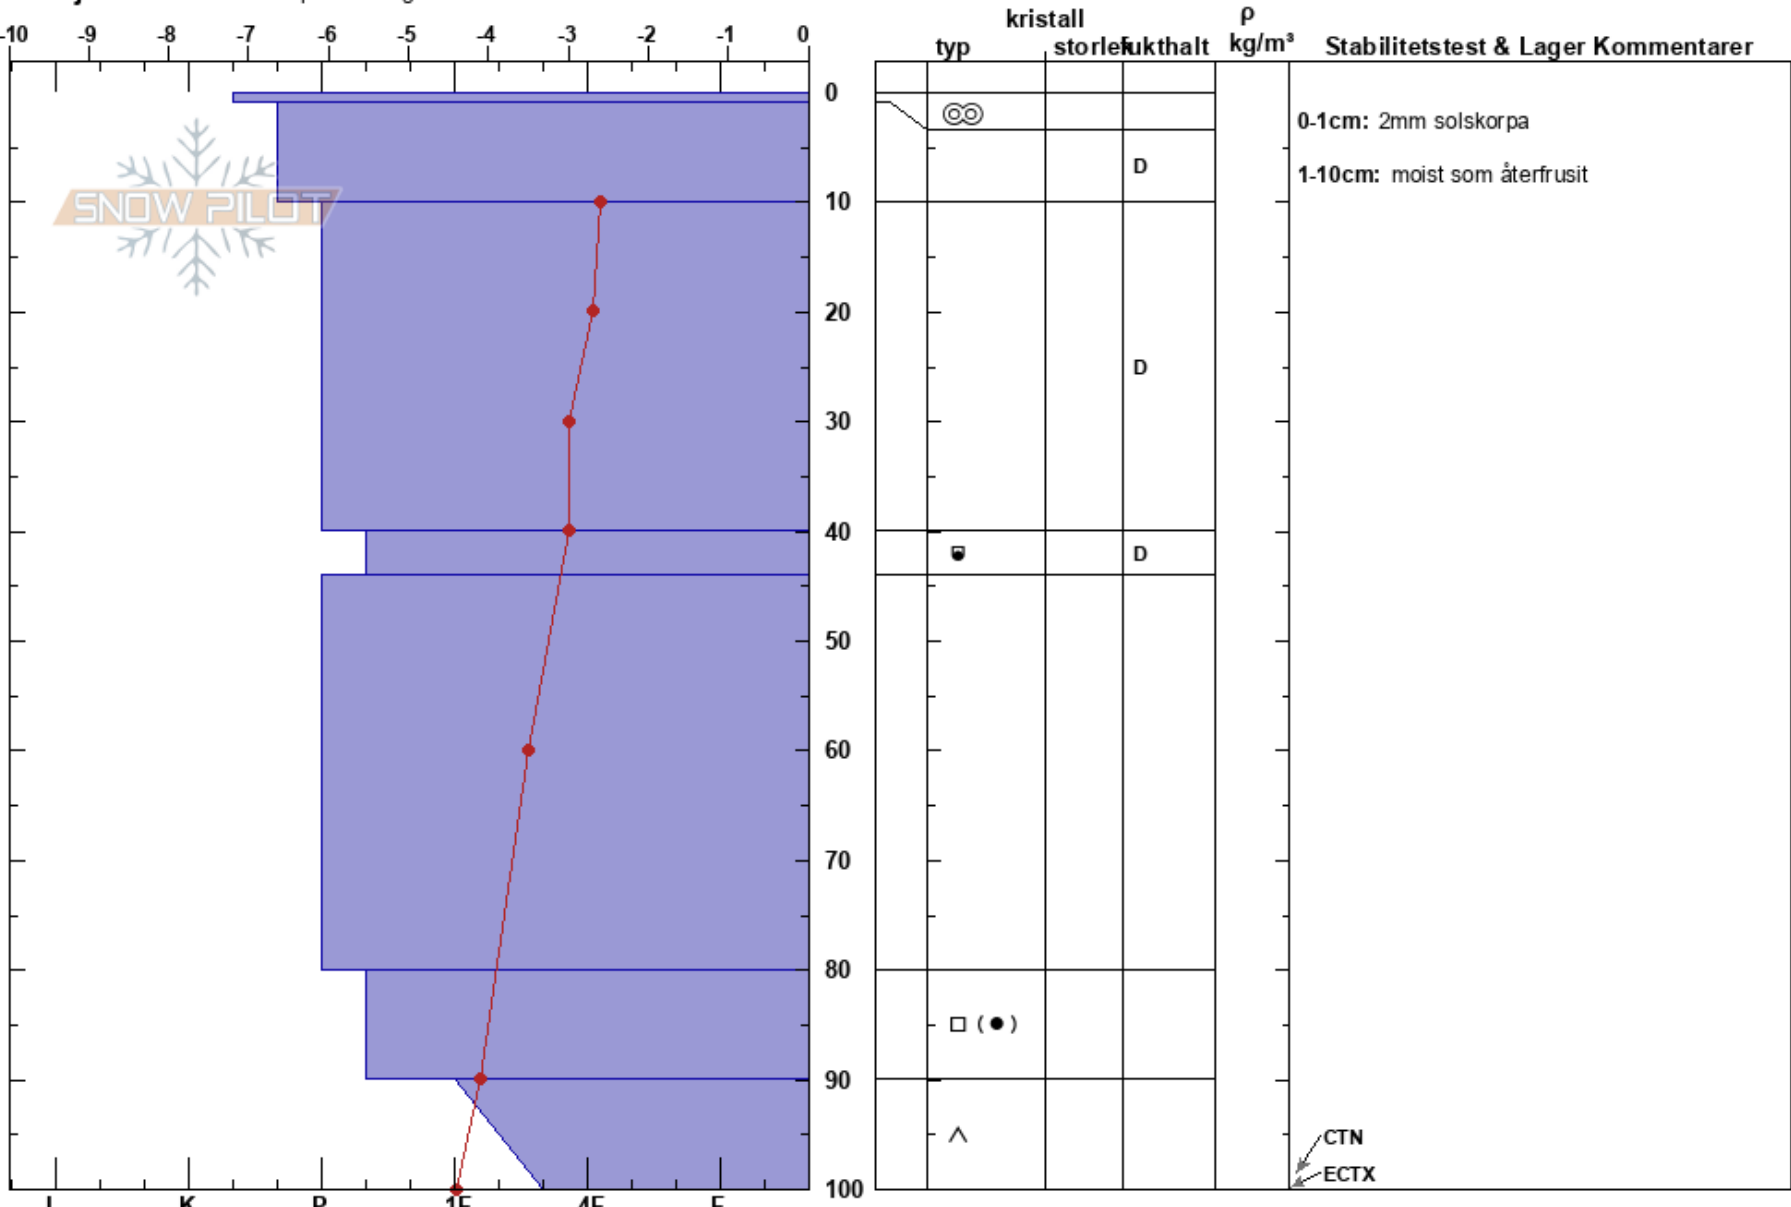 kristall ρ
-10 -9 -8 -7 -6 -5 -4 -3 -2 -1 0 typ storlek fukthalt kg/m³ Stabilitetstest & Lager Kommentarer
0
0-1cm: 2mm solskorpa
D
1-10cm: moist som återfrusit
SNOW PILOT
10
20
D
30
40
D
50
60
70
80
( )
90
CTN
ECTX
100
I K P 1F 4F F